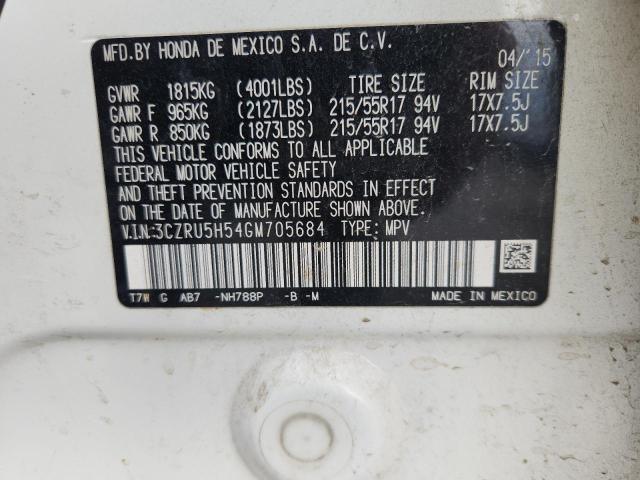 MFD.BY HONDA DE MEXICO S.A. DE C.V. 04/'15
GVWR 1815KG (4001LBS) TIRE SIZE RIM SIZE
GAWR F 965KG (2127LBS) 215/55R17 94V 17X7.5J
GAWR R 850KG (1873LBS) 215/55R17 94V 17X7.5J
THIS VEHICLE CONFORMS TO ALL APPLICABLE
FEDERAL MOTOR VEHICLE SAFETY
AND THEFT PREVENTION STANDARDS IN EFFECT
ON THE DATE OF MANUFACTURE SHOWN ABOVE.
V.I.N:3CZRU5H54GM705684 TYPE: MPV
T7W G AB7 -NH788P -B -M MADE IN MEXICO